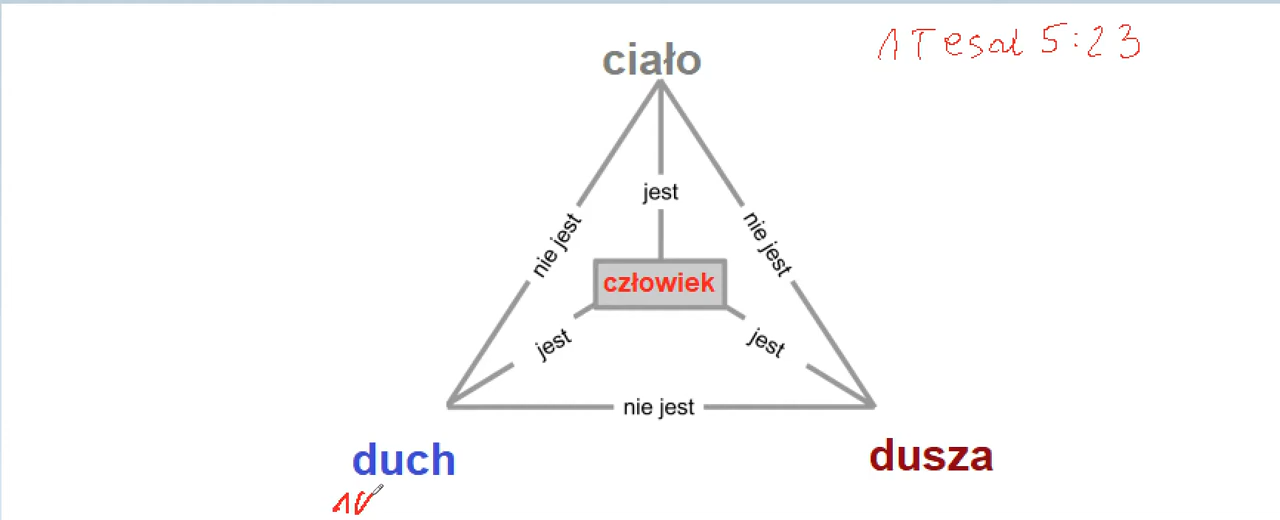 1 Tesal 5:23
ciało
jest
nie jest
nie jest
człowiek
jest
jest
nie jest
duch
dusza